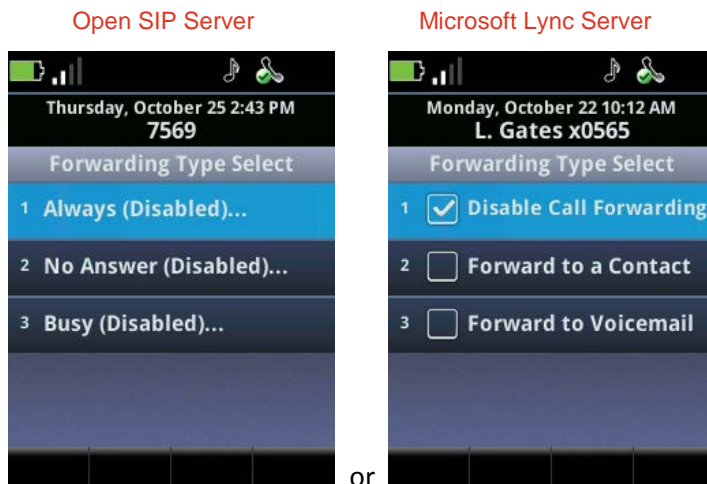 Open SIP Server
Thursday, October 25 2:43 PM
7569
Forwarding Type Select
1 Always (Disabled)...
2 No Answer (Disabled)...
3 Busy (Disabled)...
or
Microsoft Lync Server
Monday, October 22 10:12 AM
L. Gates x0565
Forwarding Type Select
1 Disable Call Forwarding
2 Forward to a Contact
3 Forward to Voicemail